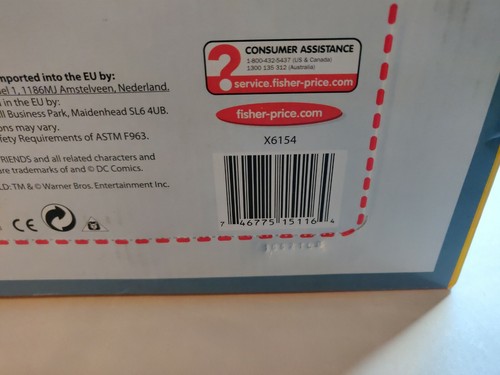 CONSUMER ASSISTANCE
1-800-432-5437 (US & Canada)
1300 135 312 (Australia)
?
service.fisher-price.com
fisher-price.com
X6154
7 46775 15116 4
mported into the EU by:
sel 1, 1186MJ Amstelveen, Nederland.
in the EU by:
ll Business Park, Maidenhead SL6 4UB.
ons may vary.
fety Requirements of ASTM F963.
FRIENDS and all related characters and
are trademarks of and © DC Comics.
LD: TM & © Warner Bros. Entertainment Inc.
CE